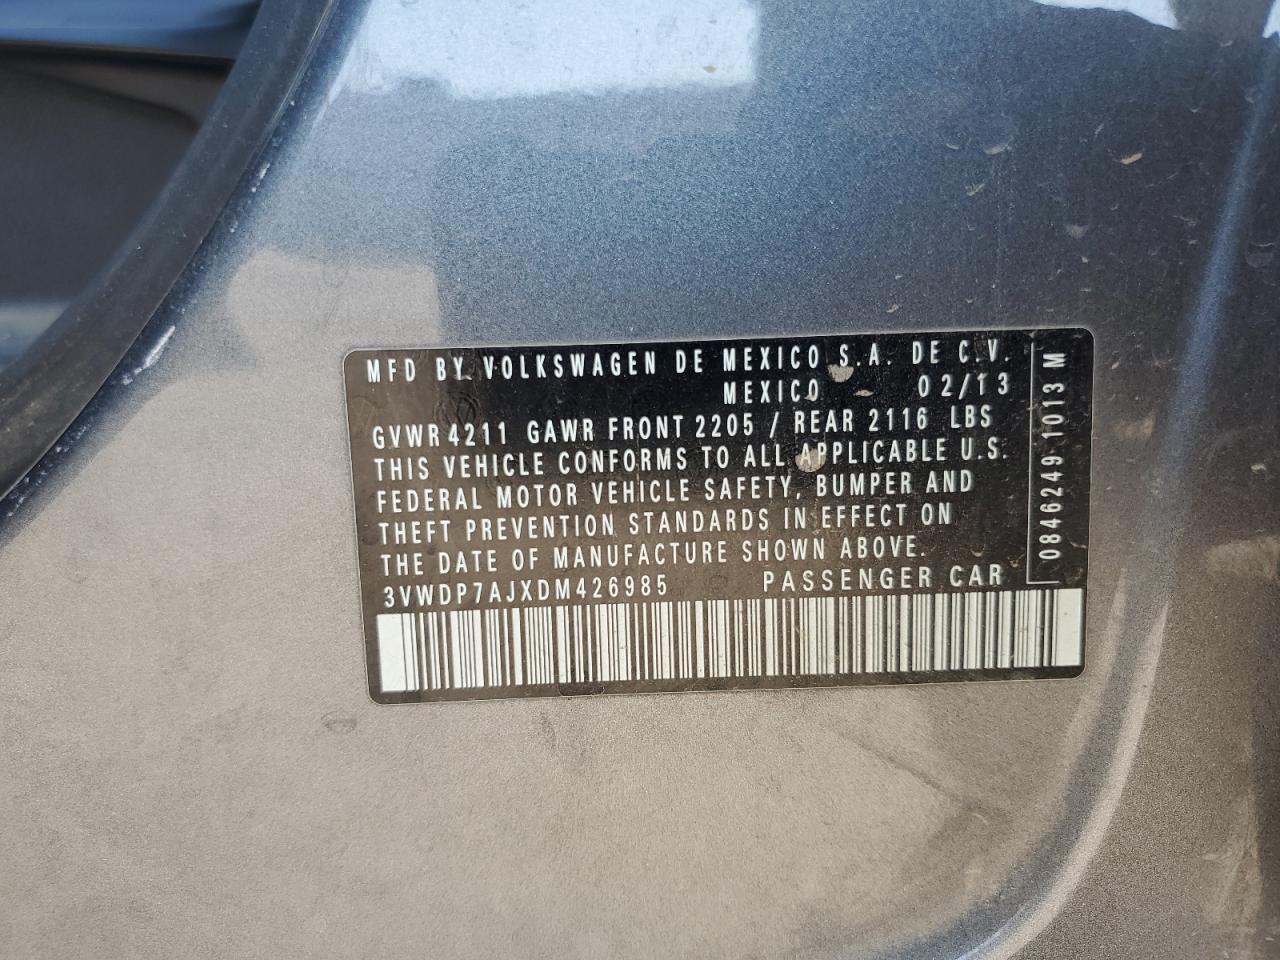 MFD BY VOLKSWAGEN DE MEXICO S.A. DE C.V.
MEXICO 02/13
GVWR 4211 GAWR FRONT 2205 / REAR 2116 LBS
THIS VEHICLE CONFORMS TO ALL APPLICABLE U.S.
FEDERAL MOTOR VEHICLE SAFETY, BUMPER AND
THEFT PREVENTION STANDARDS IN EFFECT ON
THE DATE OF MANUFACTURE SHOWN ABOVE.
3VWDP7AJXDM426985 PASSENGER CAR
0846249 1013 M